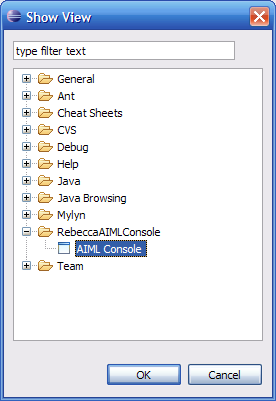 Show View
type filter text
General
Ant
Cheat Sheets
CVS
Debug
Help
Java
Java Browsing
Mylyn
RebeccaAIMLConsole
AIML Console
Team
OK Cancel